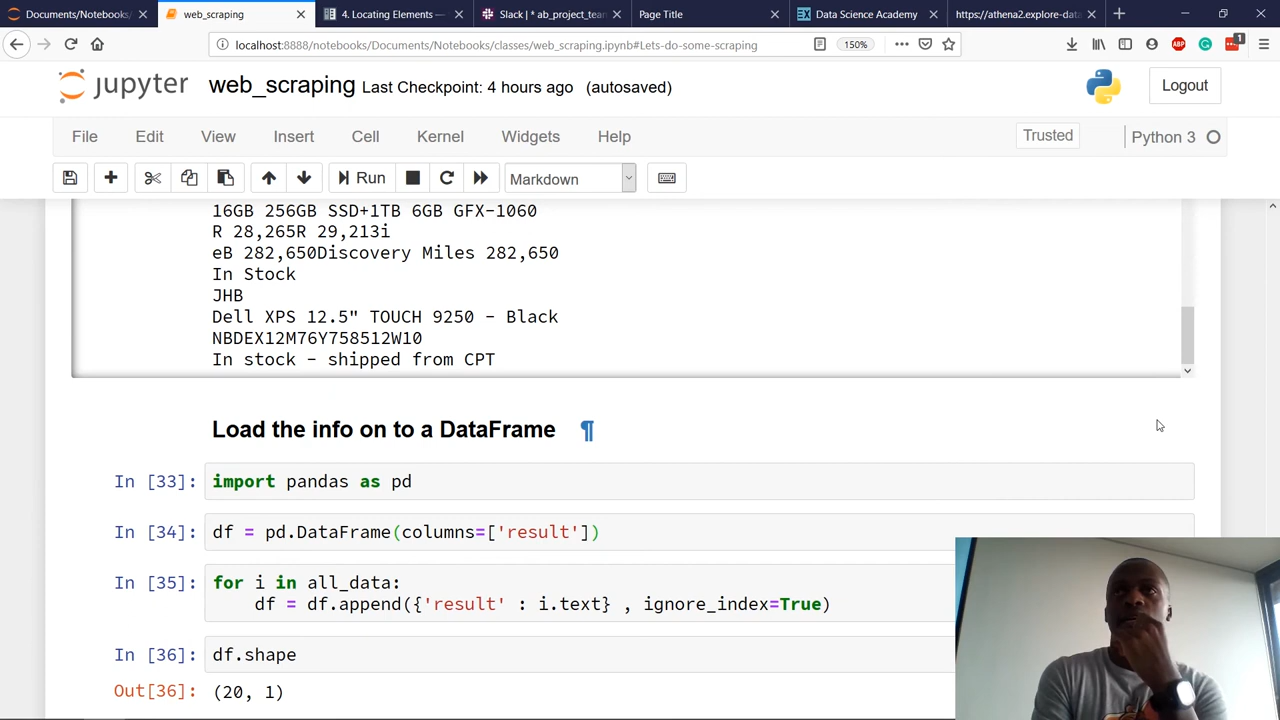 Documents/Notebooks/
web_scraping
4. Locating Elements —
Slack | * ab_project_tean
Page Title
Data Science Academy
https://athena2.explore-data
localhost:8888/notebooks/Documents/Notebooks/classes/web_scraping.ipynb#Lets-do-some-scraping
150%
ABP
1
jupyter
web_scraping Last Checkpoint: 4 hours ago (autosaved)
Logout
File Edit View Insert Cell Kernel Widgets Help
Trusted
Python 3
Run
Markdown
16GB 256GB SSD+1TB 6GB GFX-1060
R 28,265R 29,213i
eB 282,650Discovery Miles 282,650
In Stock
JHB
Dell XPS 12.5" TOUCH 9250 - Black
NBDEX12M76Y758512W10
In stock - shipped from CPT
Load the info on to a DataFrame ¶
In [33]: import pandas as pd
In [34]: df = pd.DataFrame(columns=['result'])
In [35]: for i in all_data:
df = df.append({'result' : i.text} , ignore_index=True)
In [36]: df.shape
Out[36]: (20, 1)